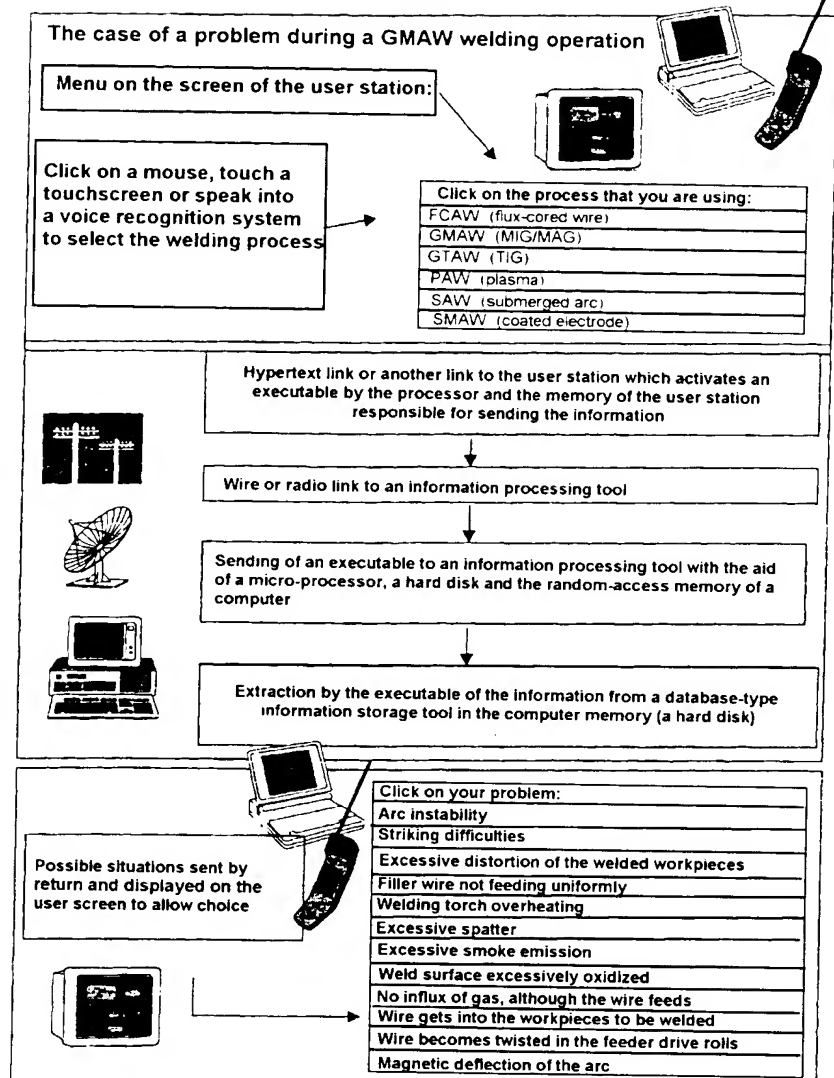 The case of a problem during a GMAW welding operation
Menu on the screen of the user station:
Click on a mouse, touch a
touchscreen or speak into
a voice recognition system
to select the welding process
Click on the process that you are using:
FCAW (flux-cored wire)
GMAW (MIG/MAG)
GTAW (TIG)
PAW (plasma)
SAW (submerged arc)
SMAW (coated electrode)
Hypertext link or another link to the user station which activates an
executable by the processor and the memory of the user station
responsible for sending the information
Wire or radio link to an information processing tool
Sending of an executable to an information processing tool with the aid
of a micro-processor, a hard disk and the random-access memory of a
computer
Extraction by the executable of the information from a database-type
information storage tool in the computer memory (a hard disk)
Possible situations sent by
return and displayed on the
user screen to allow choice
Click on your problem:
Arc instability
Striking difficulties
Excessive distortion of the welded workpieces
Filler wire not feeding uniformly
Welding torch overheating
Excessive spatter
Excessive smoke emission
Weld surface excessively oxidized
No influx of gas, although the wire feeds
Wire gets into the workpieces to be welded
Wire becomes twisted in the feeder drive rolls
Magnetic deflection of the arc